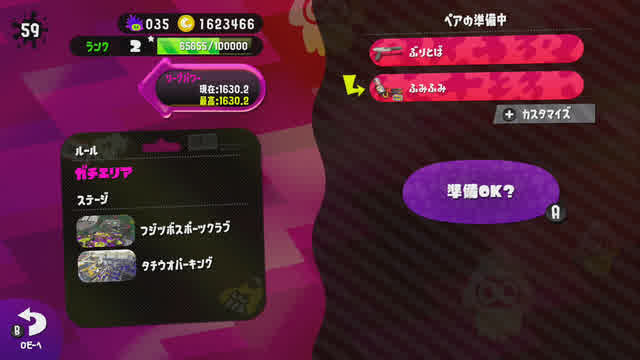 59
035
1623466
ランク 2 65655/100000
リーグパワー
現在:1630.2
最高:1630.2
ルール
ガチエリア
ステージ
フジツボスポーツクラブ
タチウオパーキング
B
ロビーへ
ペアの準備中
ぶりとば
ふみふみ
+ カスタマイズ
準備OK?
A